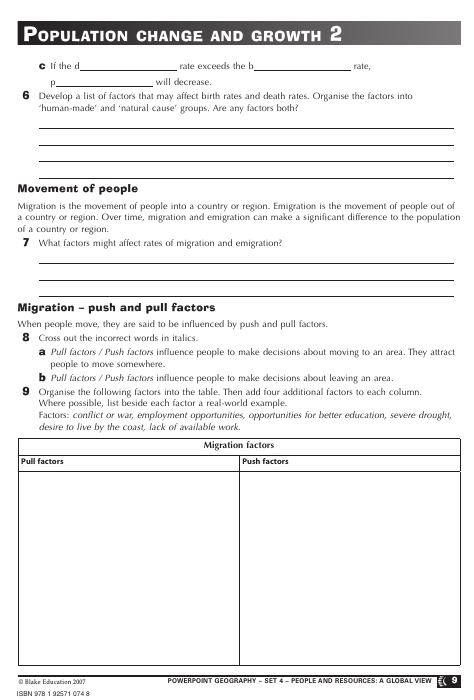 POPULATION CHANGE AND GROWTH 2
c If the d____ rate exceeds the b____ rate,
p____ will decrease.
6 Develop a list of factors that may affect birth rates and death rates. Organise the factors into
‘human-made’ and ‘natural cause’ groups. Are any factors both?
Movement of people
Migration is the movement of people into a country or region. Emigration is the movement of people out of
a country or region. Over time, migration and emigration can make a significant difference to the population
of a country or region.
7 What factors might affect rates of migration and emigration?
Migration – push and pull factors
When people move, they are said to be influenced by push and pull factors.
8 Cross out the incorrect words in italics.
a Pull factors / Push factors influence people to make decisions about moving to an area. They attract
people to move somewhere.
b Pull factors / Push factors influence people to make decisions about leaving an area.
9 Organise the following factors into the table. Then add four additional factors to each column.
Where possible, list beside each factor a real-world example.
Factors: conflict or war, employment opportunities, opportunities for better education, severe drought,
desire to live by the coast, lack of available work.
Migration factors
Pull factors Push factors
© Blake Education 2007 POWERPOINT GEOGRAPHY – SET 4 – PEOPLE AND RESOURCES: A GLOBAL VIEW 9
ISBN 978 1 92571 074 8